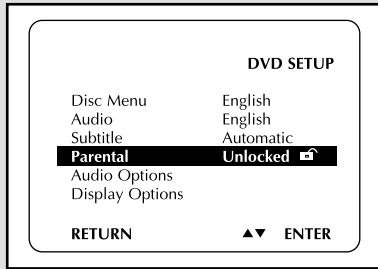 DVD SETUP
Disc Menu English
Audio English
Subtitle Automatic
Parental Unlocked
Audio Options
Display Options
RETURN ▲▼ ENTER